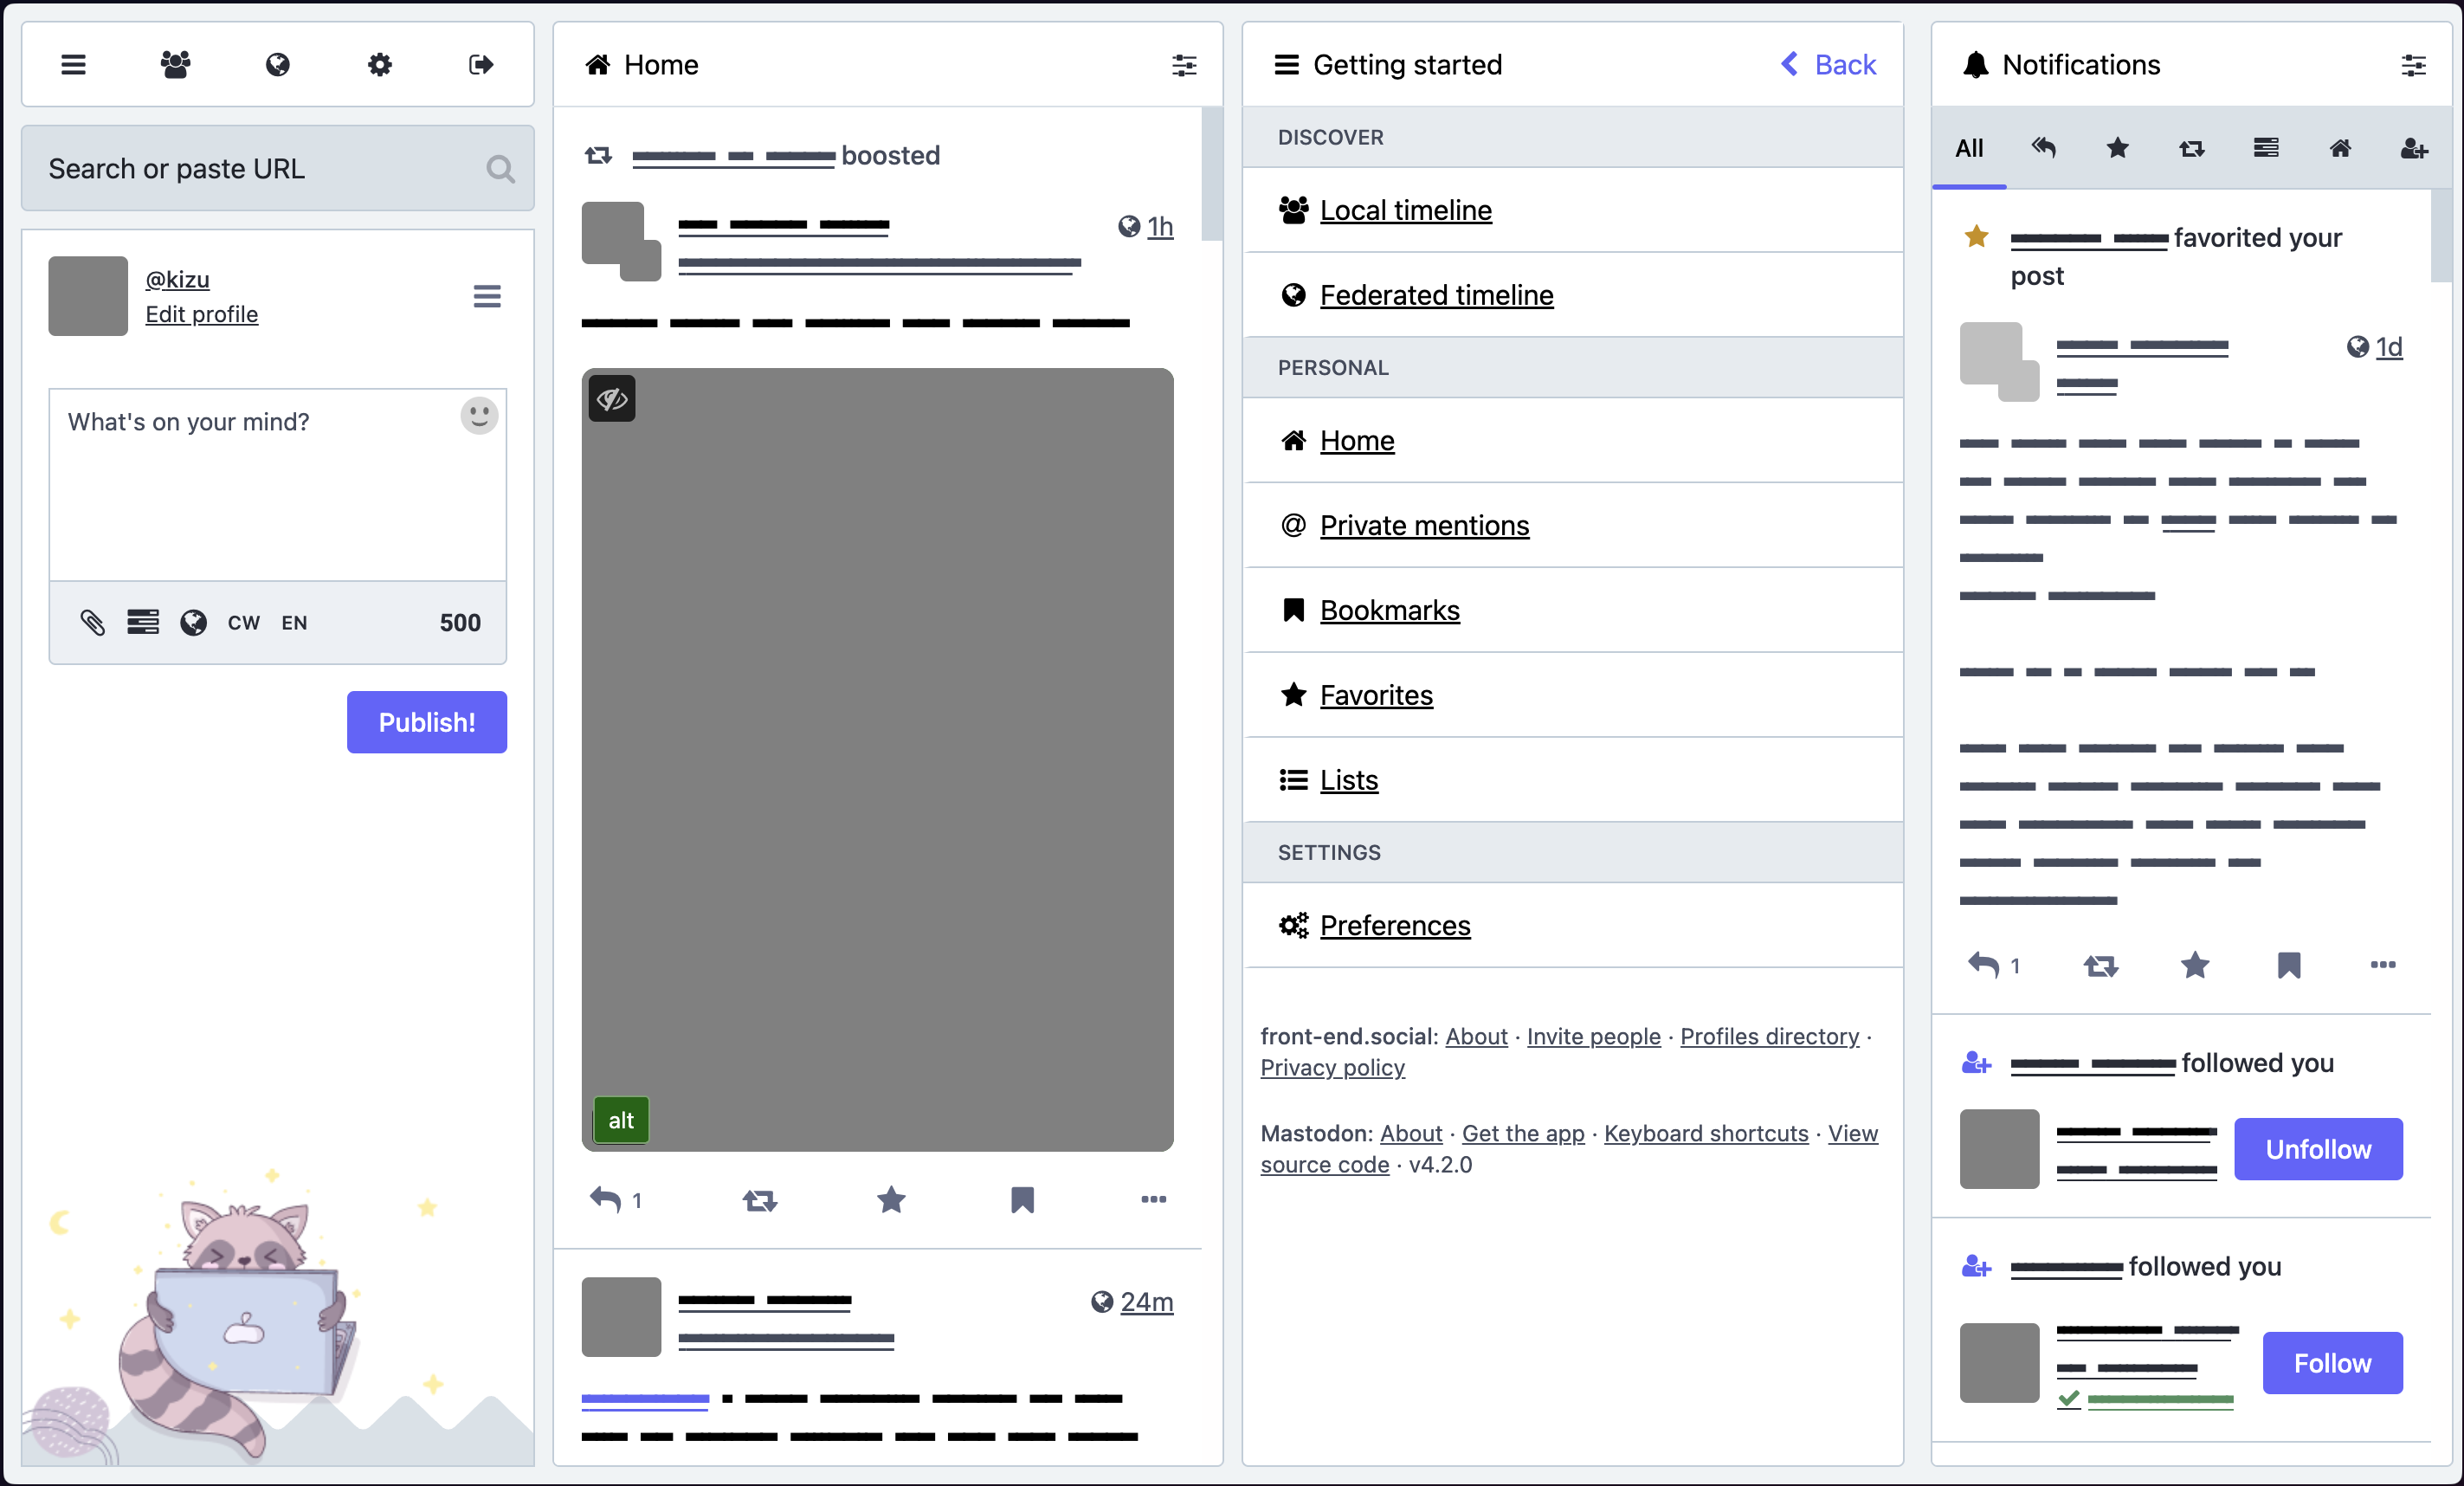 Search or paste URL
@kizu
Edit profile
What's on your mind?
CW EN 500
Publish!
Home
boosted
1h
alt
1
24m
Getting started
Back
DISCOVER
Local timeline
Federated timeline
PERSONAL
Home
@ Private mentions
Bookmarks
Favorites
Lists
SETTINGS
Preferences
front-end.social: About · Invite people · Profiles directory ·
Privacy policy
Mastodon: About · Get the app · Keyboard shortcuts · View
source code · v4.2.0
Notifications
All
favorited your
post
1d
1
followed you
Unfollow
followed you
Follow